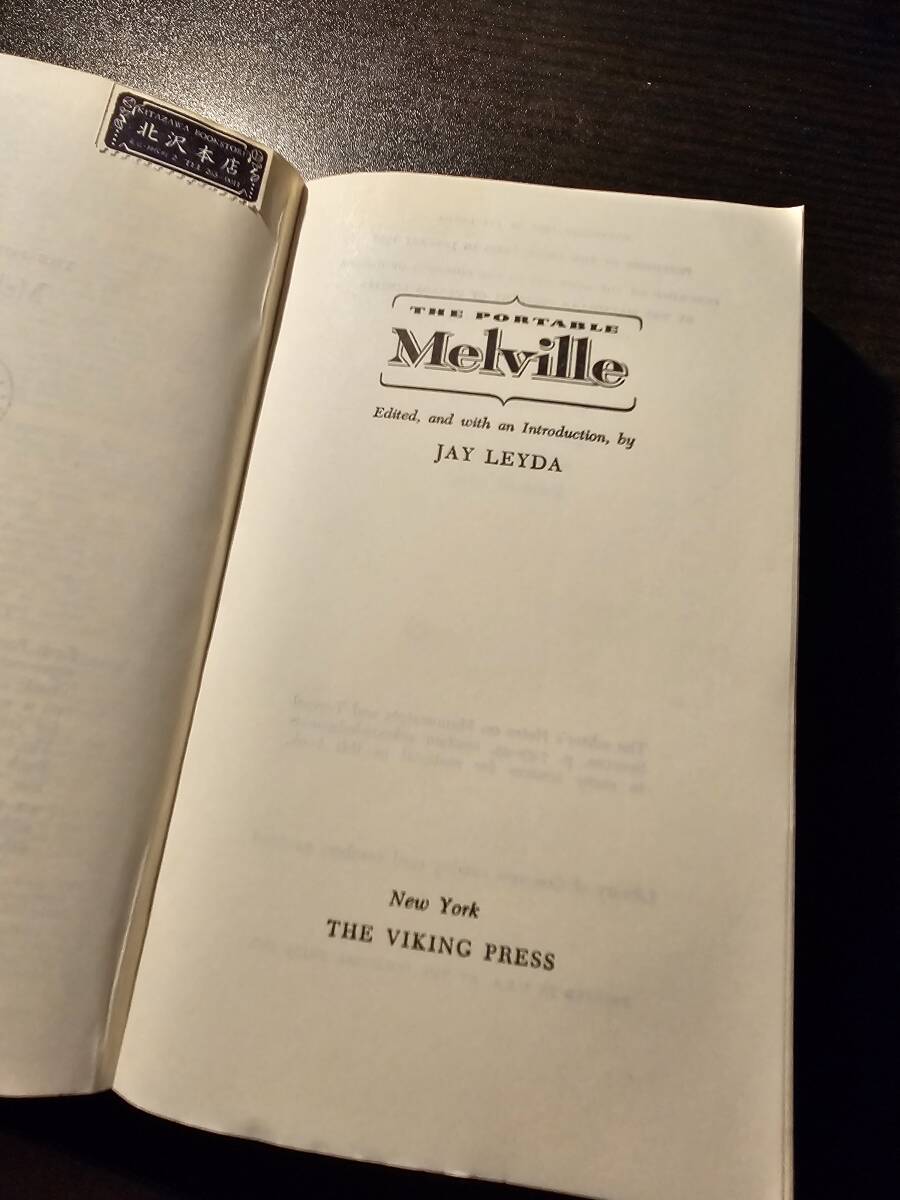 KITAZAWA BOOKSTORE
北沢本店
THE PORTABLE
Melville
Edited, and with an Introduction, by
JAY LEYDA
New York
THE VIKING PRESS